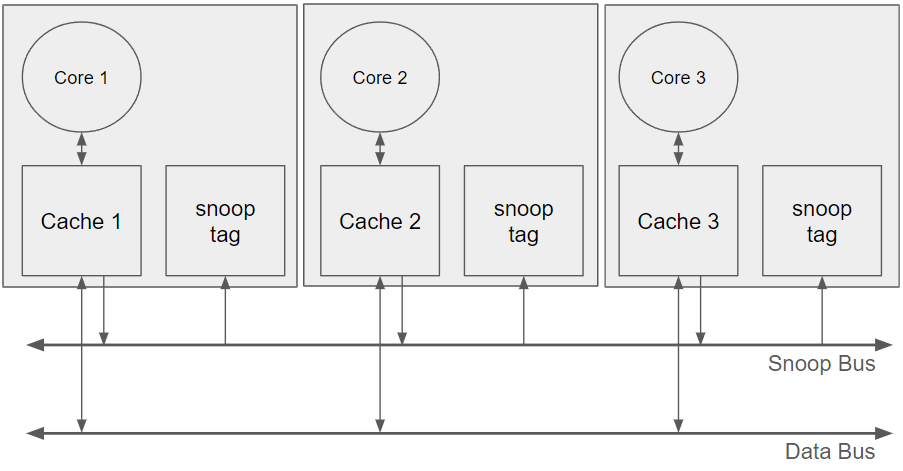 Core 1
Core 2
Core 3
Cache 1
snoop
tag
Cache 2
snoop
tag
Cache 3
snoop
tag
Snoop Bus
Data Bus